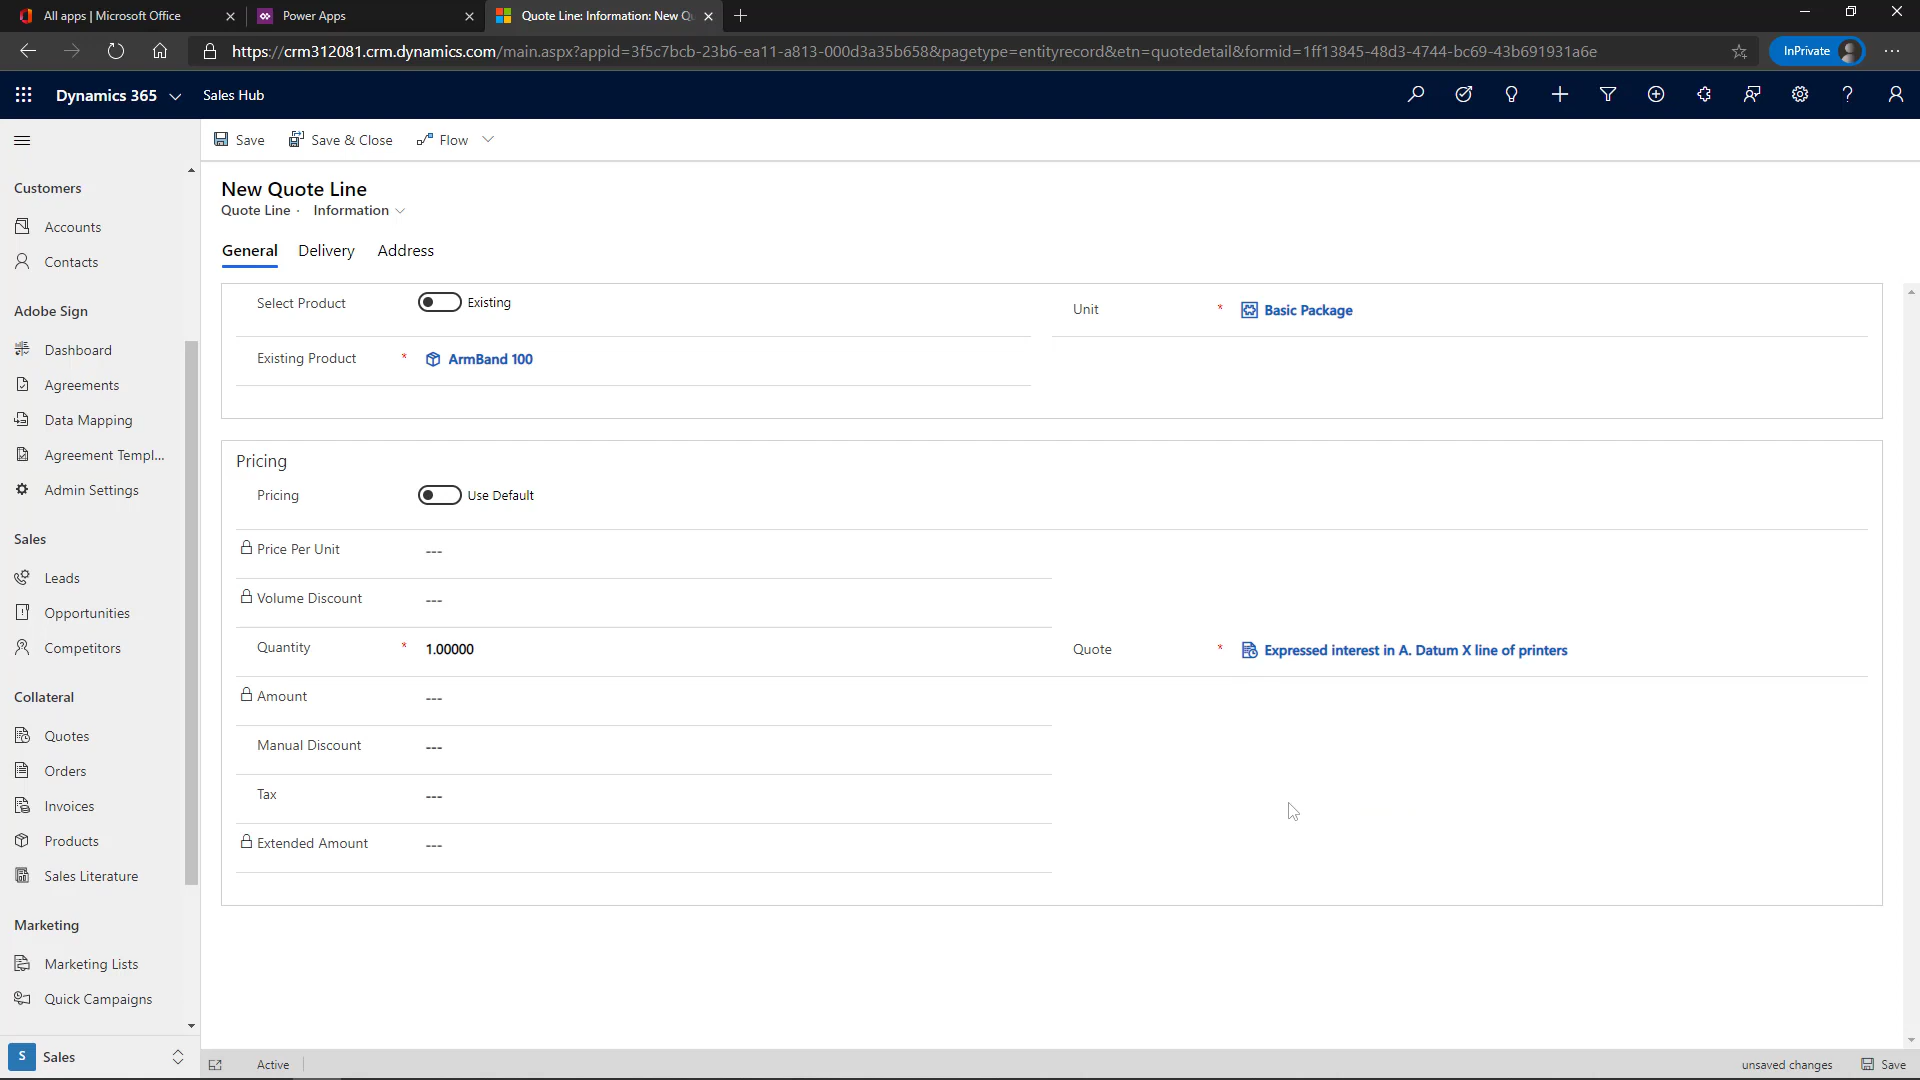 All apps | Microsoft Office
Power Apps
Quote Line: Information: New Qu
https://crm312081.crm.dynamics.com/main.aspx?appid=3f5c7bcb-23b6-ea11-a813-000d3a35b658&pagetype=entityrecord&etn=quotedetail&formid=1ff13845-48d3-4744-bc69-43b691931a6e
InPrivate
Dynamics 365
Sales Hub
Save
Save & Close
Flow
New Quote Line
Quote Line · Information
General
Delivery
Address
Customers
Accounts
Contacts
Adobe Sign
Dashboard
Agreements
Data Mapping
Agreement Templ...
Admin Settings
Sales
Leads
Opportunities
Competitors
Collateral
Quotes
Orders
Invoices
Products
Sales Literature
Marketing
Marketing Lists
Quick Campaigns
S Sales
Select Product Existing
Unit * Basic Package
Existing Product * ArmBand 100
Pricing
Pricing Use Default
Price Per Unit ---
Volume Discount ---
Quantity * 1.00000
Quote * Expressed interest in A. Datum X line of printers
Amount ---
Manual Discount ---
Tax ---
Extended Amount ---
Active
unsaved changes
Save